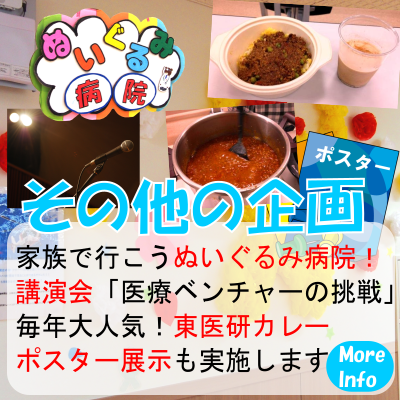 ぬいぐるみ
病院
ポスター
その他の企画
家族で行こうぬいぐるみ病院！
講演会「医療ベンチャーの挑戦」
毎年大人気！東医研カレー
ポスター展示も実施します
More
Info